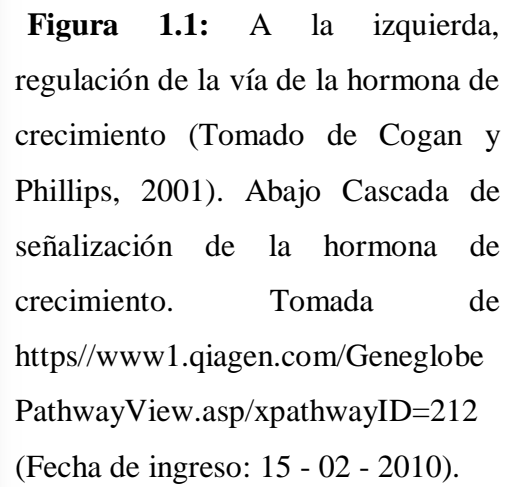 Figura 1.1: A la izquierda,
regulación de la vía de la hormona de
crecimiento (Tomado de Cogan y
Phillips, 2001). Abajo Cascada de
señalización de la hormona de
crecimiento. Tomada de
https//www1.qiagen.com/Geneglobe
PathwayView.asp/xpathwayID=212
(Fecha de ingreso: 15 - 02 - 2010).